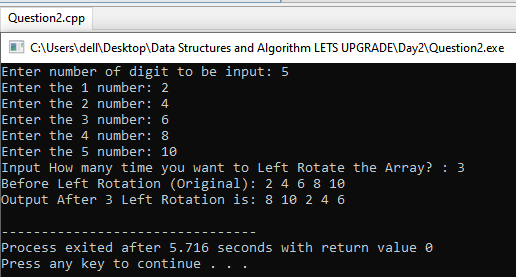 Question2.cpp
C:\Users\dell\Desktop\Data Structures and Algorithm LETS UPGRADE\Day2\Question2.exe
Enter number of digit to be input: 5
Enter the 1 number: 2
Enter the 2 number: 4
Enter the 3 number: 6
Enter the 4 number: 8
Enter the 5 number: 10
Input How many time you want to Left Rotate the Array? : 3
Before Left Rotation (Original): 2 4 6 8 10
Output After 3 Left Rotation is: 8 10 2 4 6
--------------------------------
Process exited after 5.716 seconds with return value 0
Press any key to continue . . .